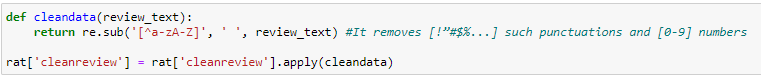 def cleandata(review_text):
    return re.sub('[^a-zA-Z]', ' ', review_text) #It removes [!”#$%...] such punctuations and [0-9] numbers
rat['cleanreview'] = rat['cleanreview'].apply(cleandata)